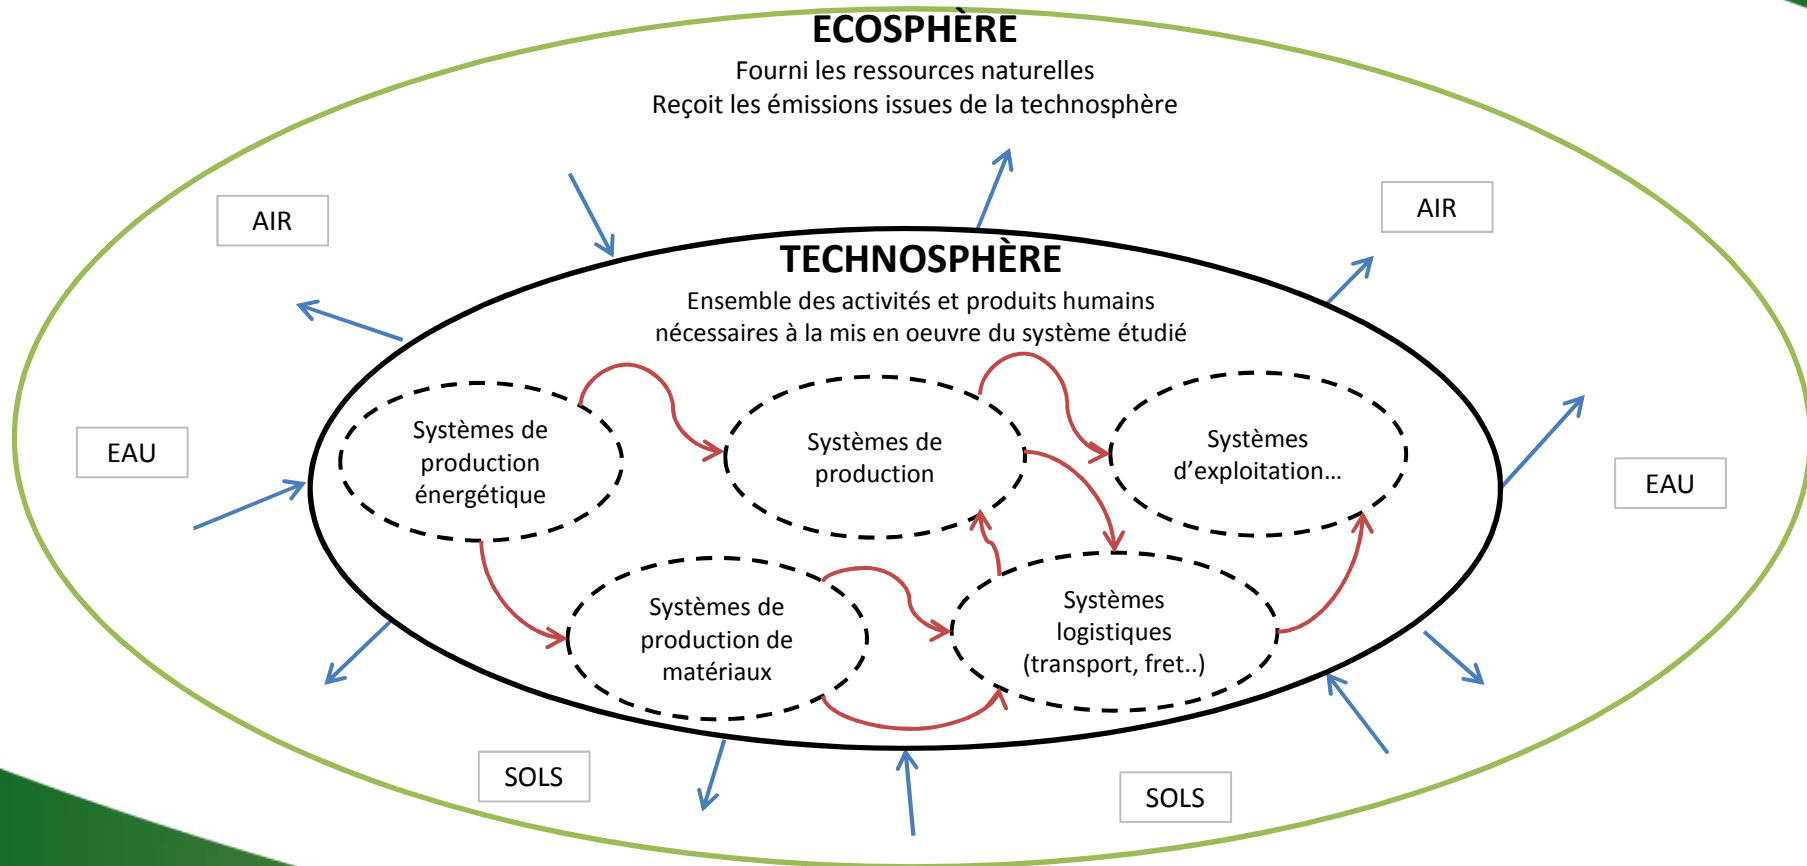 ECOSPHÈRE
Fourni les ressources naturelles
Reçoit les émissions issues de la technosphère
AIR
AIR
TECHNOSPHÈRE
Ensemble des activités et produits humains
nécessaires à la mis en oeuvre du système étudié
EAU
Systèmes de
production
énergétique
Systèmes de
production
Systèmes
d’exploitation...
EAU
Systèmes de
production de
matériaux
Systèmes
logistiques
(transport, fret..)
SOLS
SOLS